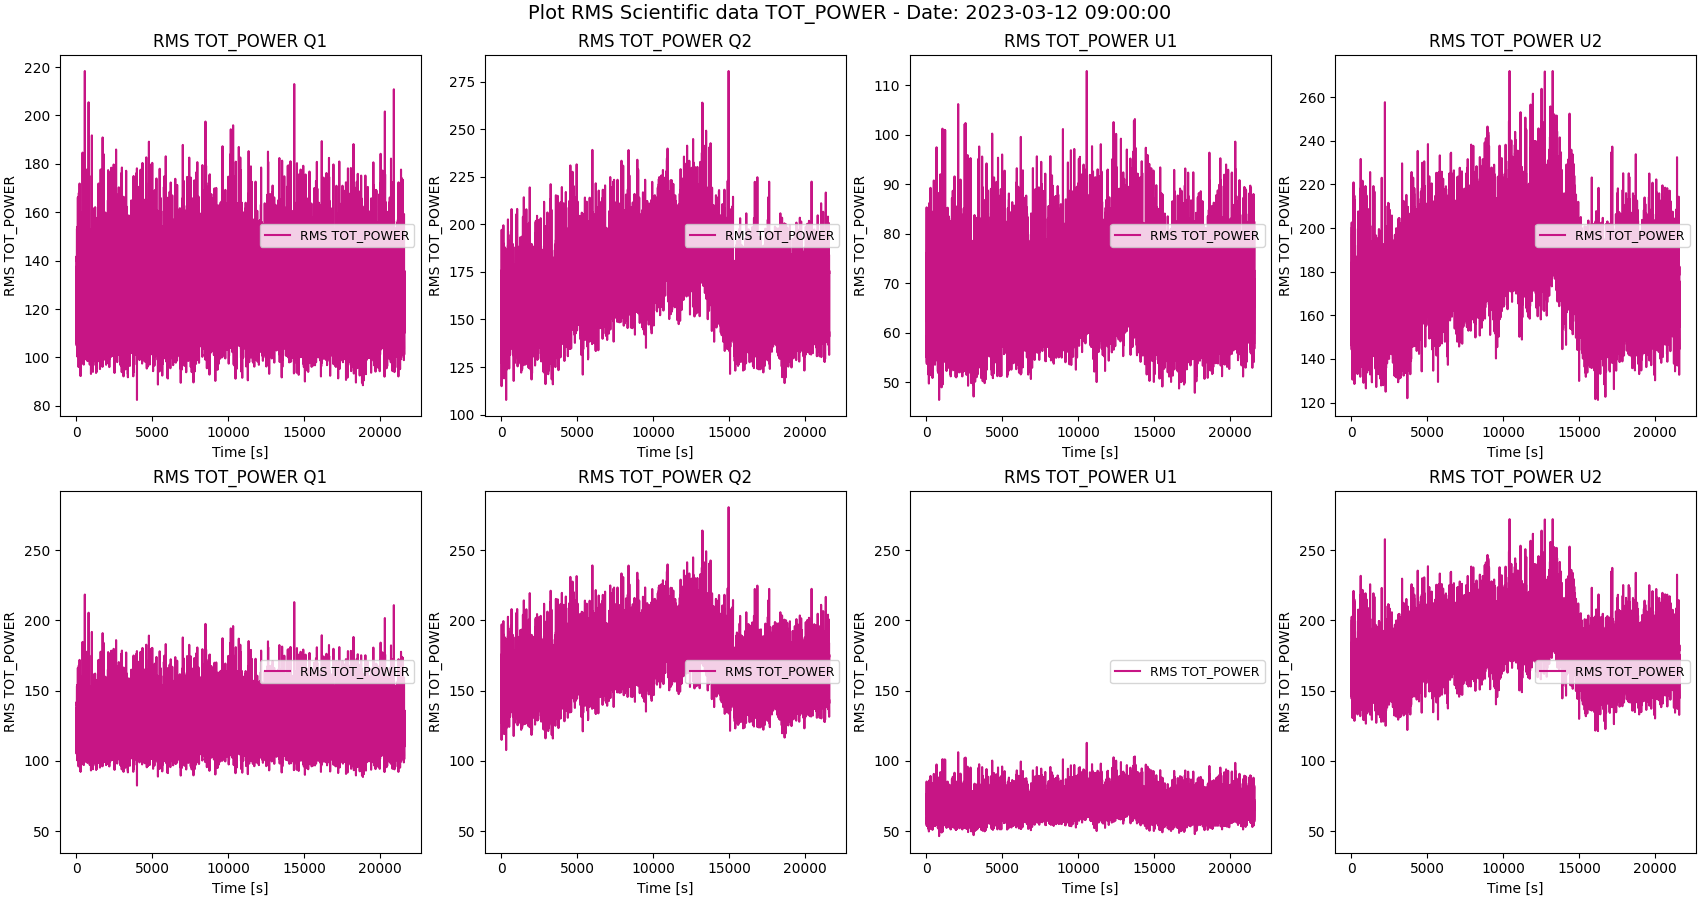 Plot RMS Scientific data TOT_POWER - Date: 2023-03-12 09:00:00
RMS TOT_POWER Q1
RMS TOT_POWER
220
200
180
160
140
120
100
80
0 5000 10000 15000 20000
Time [s]
RMS TOT_POWER
RMS TOT_POWER Q2
RMS TOT_POWER
275
250
225
200
175
150
125
100
0 5000 10000 15000 20000
Time [s]
RMS TOT_POWER
RMS TOT_POWER U1
RMS TOT_POWER
110
100
90
80
70
60
50
0 5000 10000 15000 20000
Time [s]
RMS TOT_POWER
RMS TOT_POWER U2
RMS TOT_POWER
260
240
220
200
180
160
140
120
0 5000 10000 15000 20000
Time [s]
RMS TOT_POWER
RMS TOT_POWER Q1
RMS TOT_POWER
250
200
150
100
50
0 5000 10000 15000 20000
Time [s]
RMS TOT_POWER
RMS TOT_POWER Q2
RMS TOT_POWER
250
200
150
100
50
0 5000 10000 15000 20000
Time [s]
RMS TOT_POWER
RMS TOT_POWER U1
RMS TOT_POWER
250
200
150
100
50
0 5000 10000 15000 20000
Time [s]
RMS TOT_POWER
RMS TOT_POWER U2
RMS TOT_POWER
250
200
150
100
50
0 5000 10000 15000 20000
Time [s]
RMS TOT_POWER